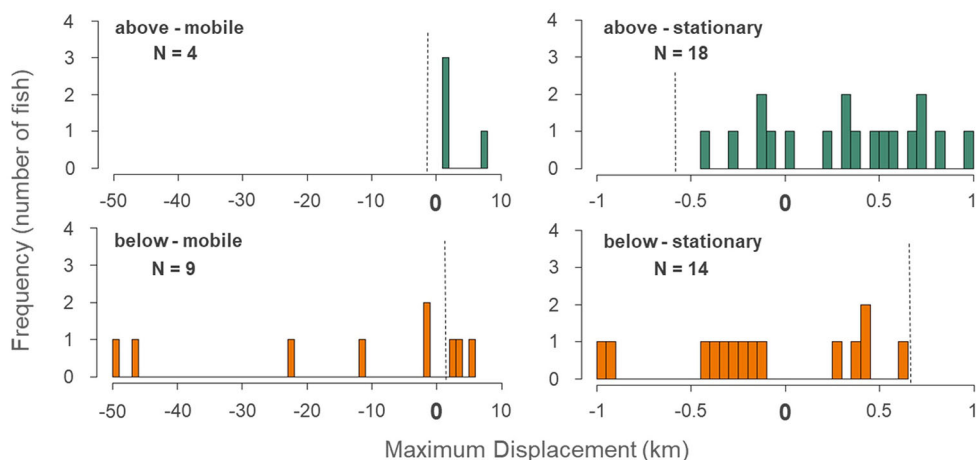 Frequency (number of fish)
above - mobile
N = 4
4
3
2
1
0
-50 -40 -30 -20 -10 0 10
above - stationary
N = 18
4
3
2
1
0
-1 -0.5 0 0.5 1
below - mobile
N = 9
4
3
2
1
0
-50 -40 -30 -20 -10 0 10
below - stationary
N = 14
4
3
2
1
0
-1 -0.5 0 0.5 1
Maximum Displacement (km)